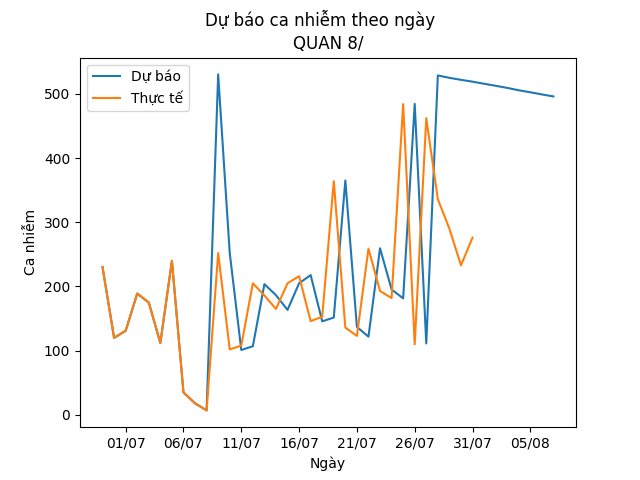 Dự báo ca nhiễm theo ngày
QUAN 8/
Dự báo
Thực tế
Ca nhiễm
500
400
300
200
100
0
01/07 06/07 11/07 16/07 21/07 26/07 31/07 05/08
Ngày